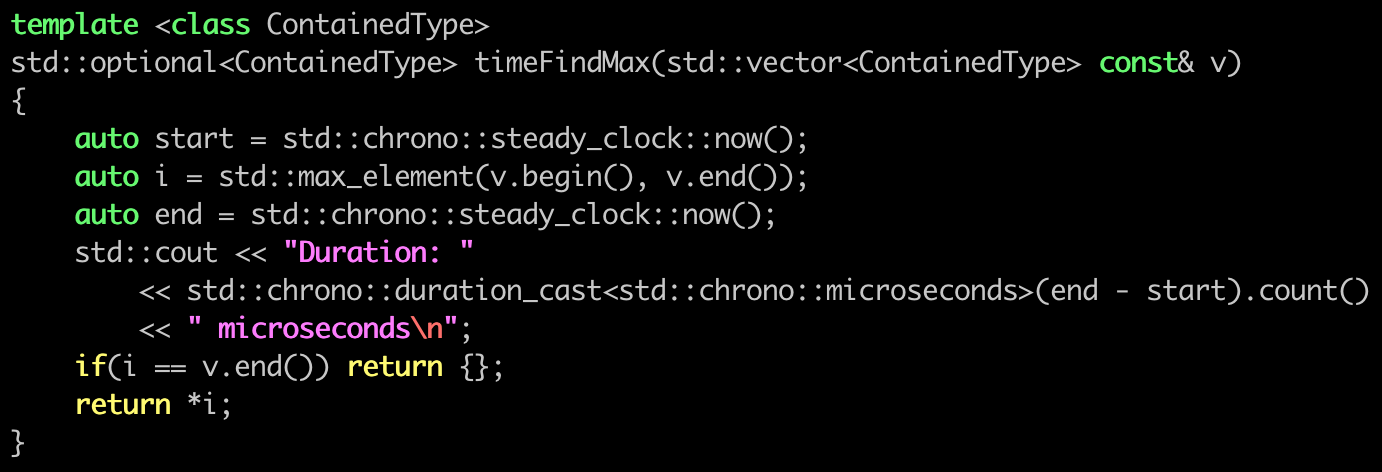 template <class ContainedType>
std::optional<ContainedType> timeFindMax(std::vector<ContainedType> const& v)
{
    auto start = std::chrono::steady_clock::now();
    auto i = std::max_element(v.begin(), v.end());
    auto end = std::chrono::steady_clock::now();
    std::cout << "Duration: "
        << std::chrono::duration_cast<std::chrono::microseconds>(end - start).count()
        << " microseconds\n";
    if(i == v.end()) return {};
    return *i;
}